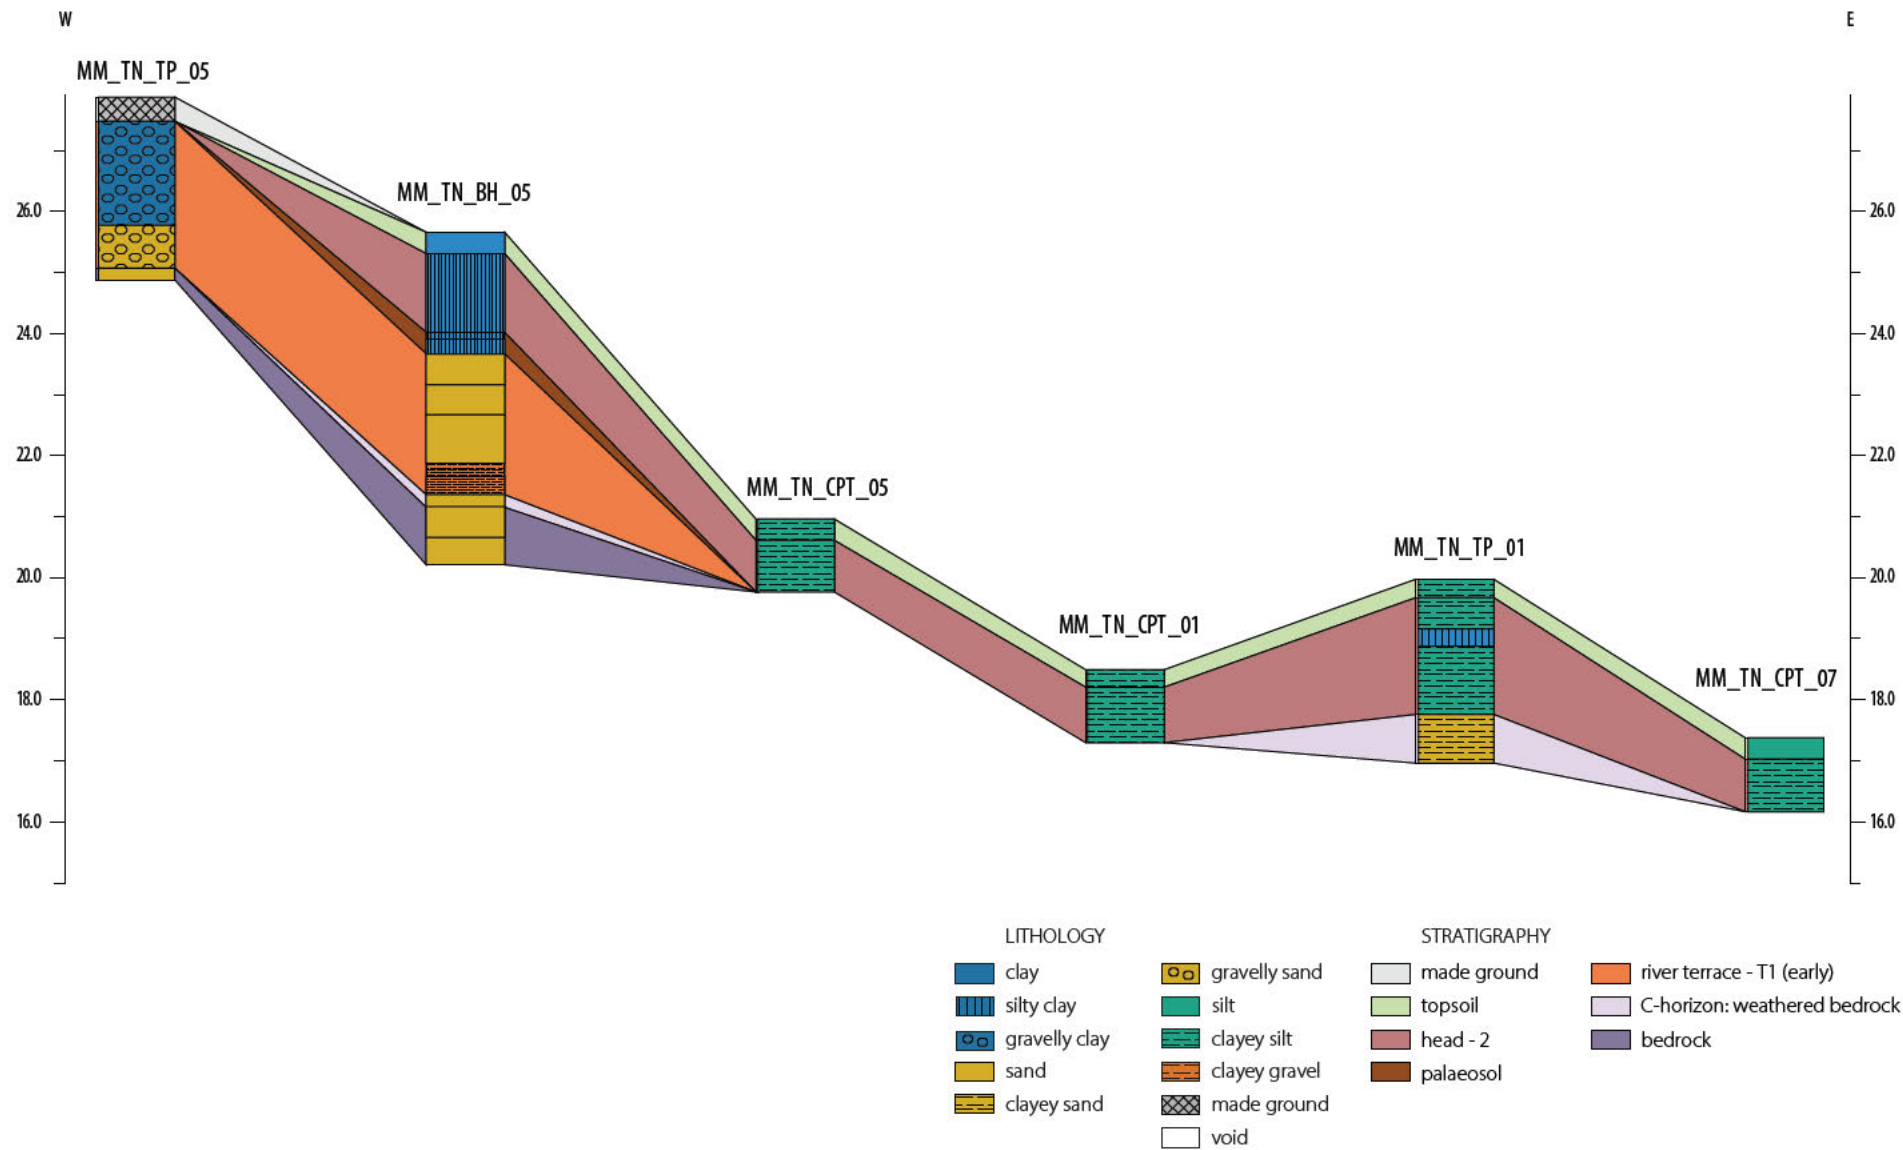 W
E
MM_TN_TP_05
MM_TN_BH_05
MM_TN_CPT_05
MM_TN_CPT_01
MM_TN_TP_01
MM_TN_CPT_07
26.0
24.0
22.0
20.0
18.0
16.0
26.0
24.0
22.0
20.0
18.0
16.0
LITHOLOGY
clay
silty clay
gravelly clay
sand
clayey sand
gravelly sand
silt
clayey silt
clayey gravel
made ground
void
STRATIGRAPHY
made ground
topsoil
head - 2
palaeosol
river terrace - T1 (early)
C-horizon: weathered bedrock
bedrock